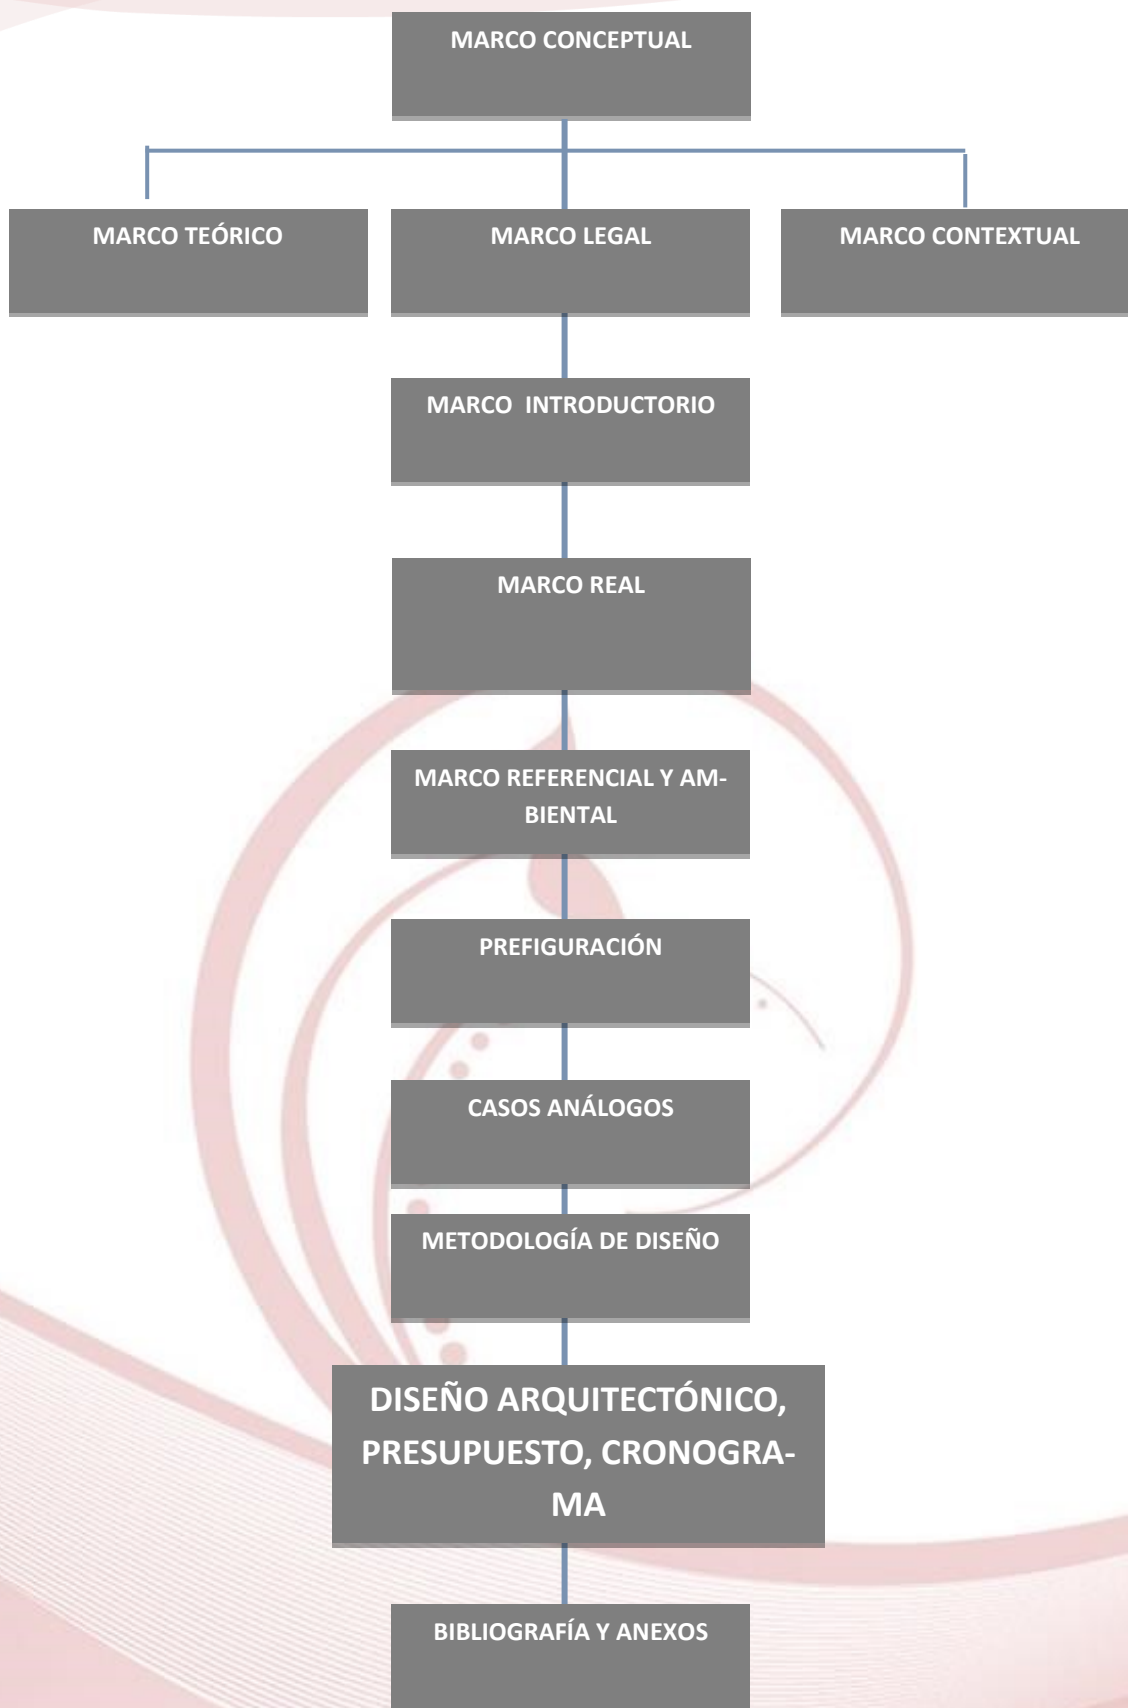 MARCO CONCEPTUAL
MARCO TEÓRICO
MARCO LEGAL
MARCO CONTEXTUAL
MARCO INTRODUCTORIO
MARCO REAL
MARCO REFERENCIAL Y AM-
BIENTAL
PREFIGURACIÓN
CASOS ANÁLOGOS
METODOLOGÍA DE DISEÑO
DISEÑO ARQUITECTÓNICO,
PRESUPUESTO, CRONOGRA-
MA
BIBLIOGRAFÍA Y ANEXOS